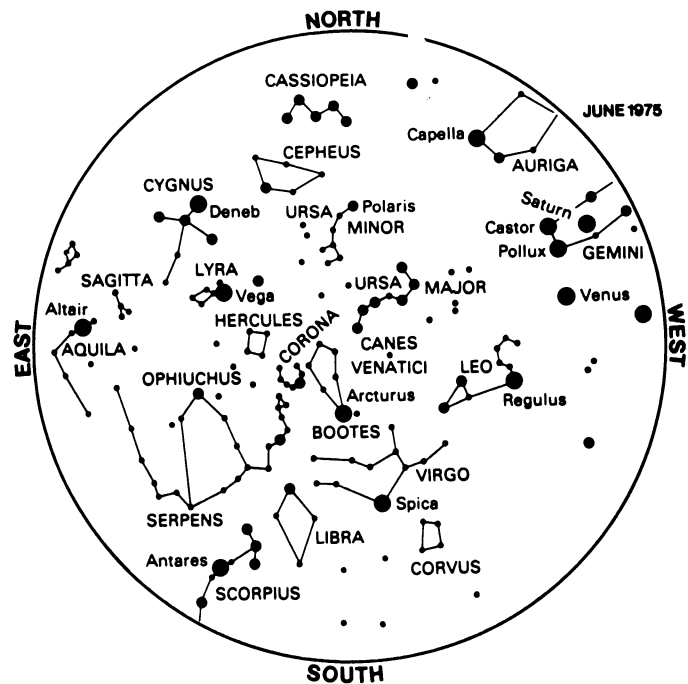 NORTH
CASSIOPEIA
JUNE 1975
Capella
CEPHEUS
AURIGA
CYGNUS
Saturn
Deneb
URSA
Polaris
MINOR
Castor
Pollux
GEMINI
LYRA
SAGITTA
URSA
MAJOR
Vega
Venus
Altair
HERCULES
CORONA
EAST
WEST
AQUILA
CANES
VENATICI
LEO
OPHIUCHUS
Arcturus
Regulus
BOOTES
VIRGO
Spica
SERPENS
LIBRA
Antares
CORVUS
SCORPIUS
SOUTH